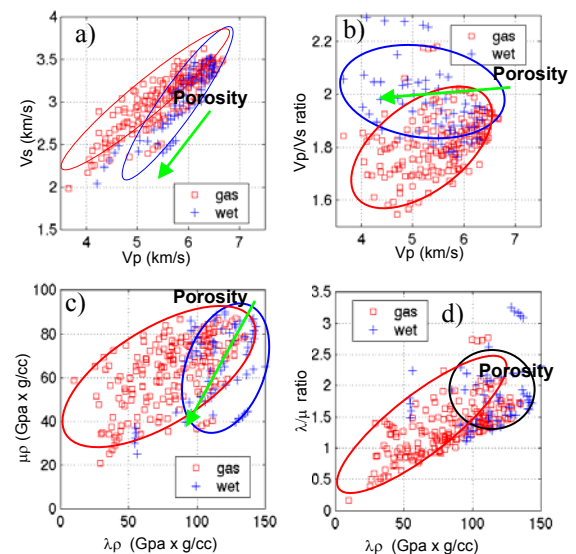 a)
4
3.5
3
2.5
2
1.5
Vs (km/s)
Porosity
gas
wet
4 5 6 7
Vp (km/s)
b)
2.2
2
1.8
1.6
Vp/Vs ratio
gas
wet
Porosity
4 5 6 7
Vp (km/s)
c)
100
80
60
40
20
0
μρ (Gpa x g/cc)
Porosity
gas
wet
0 50 100 150
λρ (Gpa x g/cc)
d)
3.5
3
2.5
2
1.5
1
0.5
0
λ/μ ratio
gas
wet
Porosity
0 50 100 150
λρ (Gpa x g/cc)